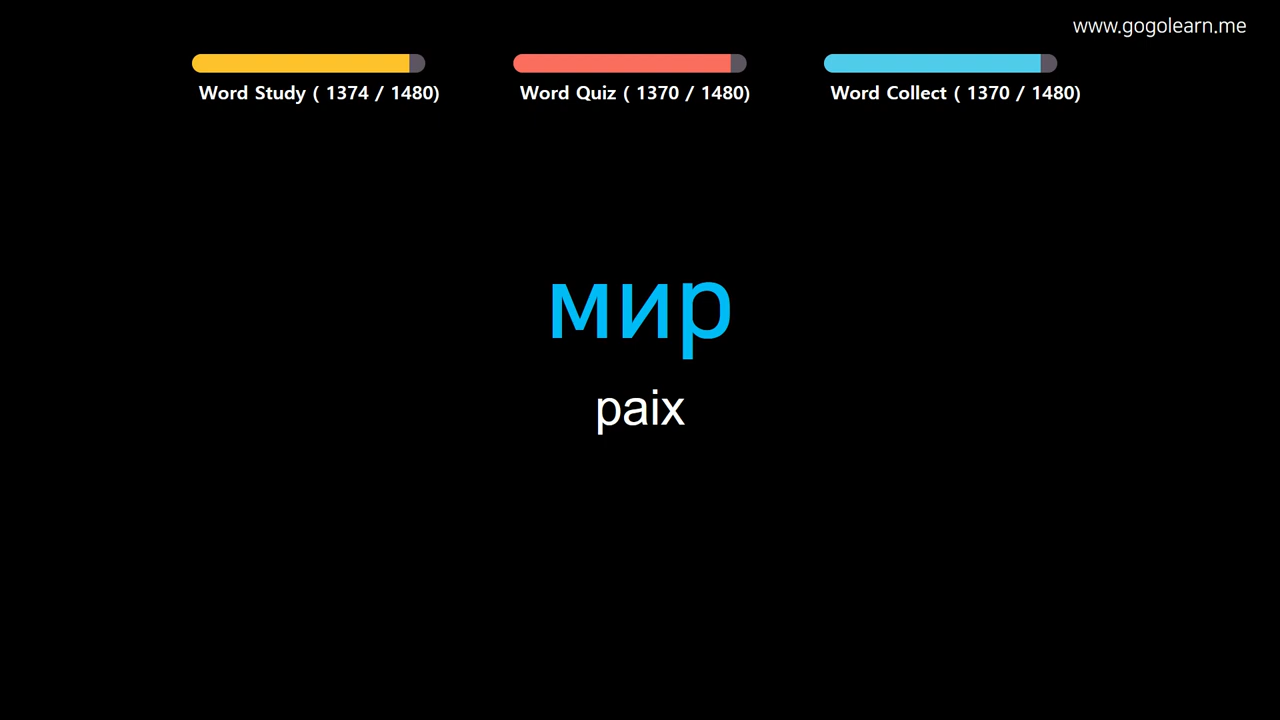 www.gogolearn.me
Word Study ( 1374 / 1480)
Word Quiz ( 1370 / 1480)
Word Collect ( 1370 / 1480)
мир
paix